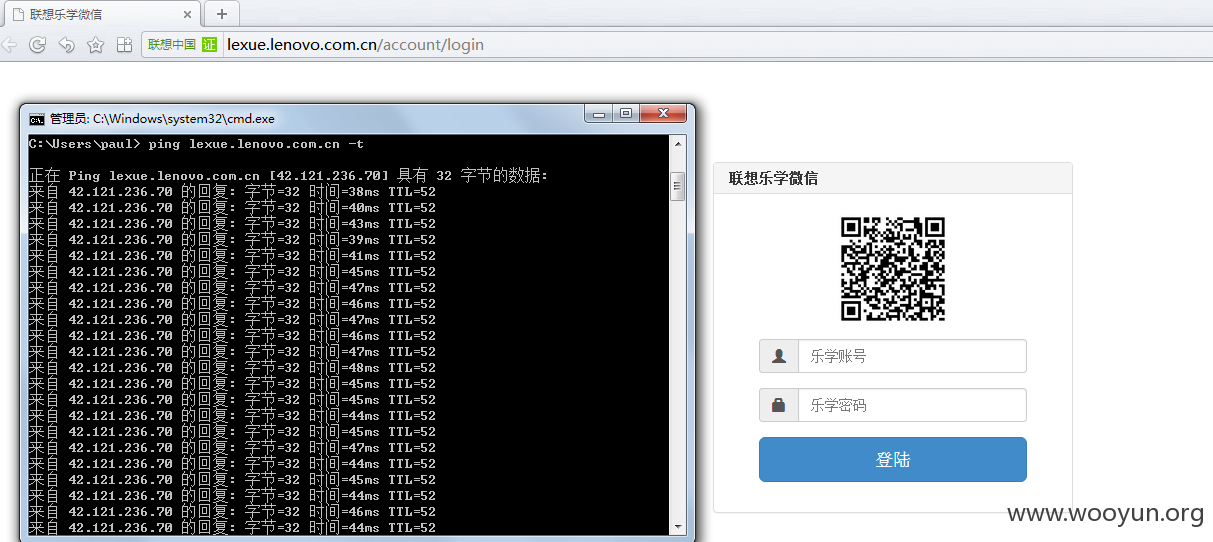 联想乐学微信
联想中国 证 lexue.lenovo.com.cn/account/login
管理员: C:\Windows\system32\cmd.exe
C:\Users\paul> ping lexue.lenovo.com.cn -t
正在 Ping lexue.lenovo.com.cn [42.121.236.70] 具有 32 字节的数据:
来自 42.121.236.70 的回复: 字节=32 时间=38ms TTL=52
来自 42.121.236.70 的回复: 字节=32 时间=40ms TTL=52
来自 42.121.236.70 的回复: 字节=32 时间=43ms TTL=52
来自 42.121.236.70 的回复: 字节=32 时间=39ms TTL=52
来自 42.121.236.70 的回复: 字节=32 时间=41ms TTL=52
来自 42.121.236.70 的回复: 字节=32 时间=45ms TTL=52
来自 42.121.236.70 的回复: 字节=32 时间=47ms TTL=52
来自 42.121.236.70 的回复: 字节=32 时间=46ms TTL=52
来自 42.121.236.70 的回复: 字节=32 时间=47ms TTL=52
来自 42.121.236.70 的回复: 字节=32 时间=46ms TTL=52
来自 42.121.236.70 的回复: 字节=32 时间=47ms TTL=52
来自 42.121.236.70 的回复: 字节=32 时间=48ms TTL=52
来自 42.121.236.70 的回复: 字节=32 时间=45ms TTL=52
来自 42.121.236.70 的回复: 字节=32 时间=45ms TTL=52
来自 42.121.236.70 的回复: 字节=32 时间=44ms TTL=52
来自 42.121.236.70 的回复: 字节=32 时间=45ms TTL=52
来自 42.121.236.70 的回复: 字节=32 时间=47ms TTL=52
来自 42.121.236.70 的回复: 字节=32 时间=44ms TTL=52
来自 42.121.236.70 的回复: 字节=32 时间=45ms TTL=52
来自 42.121.236.70 的回复: 字节=32 时间=44ms TTL=52
来自 42.121.236.70 的回复: 字节=32 时间=46ms TTL=52
来自 42.121.236.70 的回复: 字节=32 时间=44ms TTL=52
联想乐学微信
乐学账号
乐学密码
登陆
www.wooyun.org